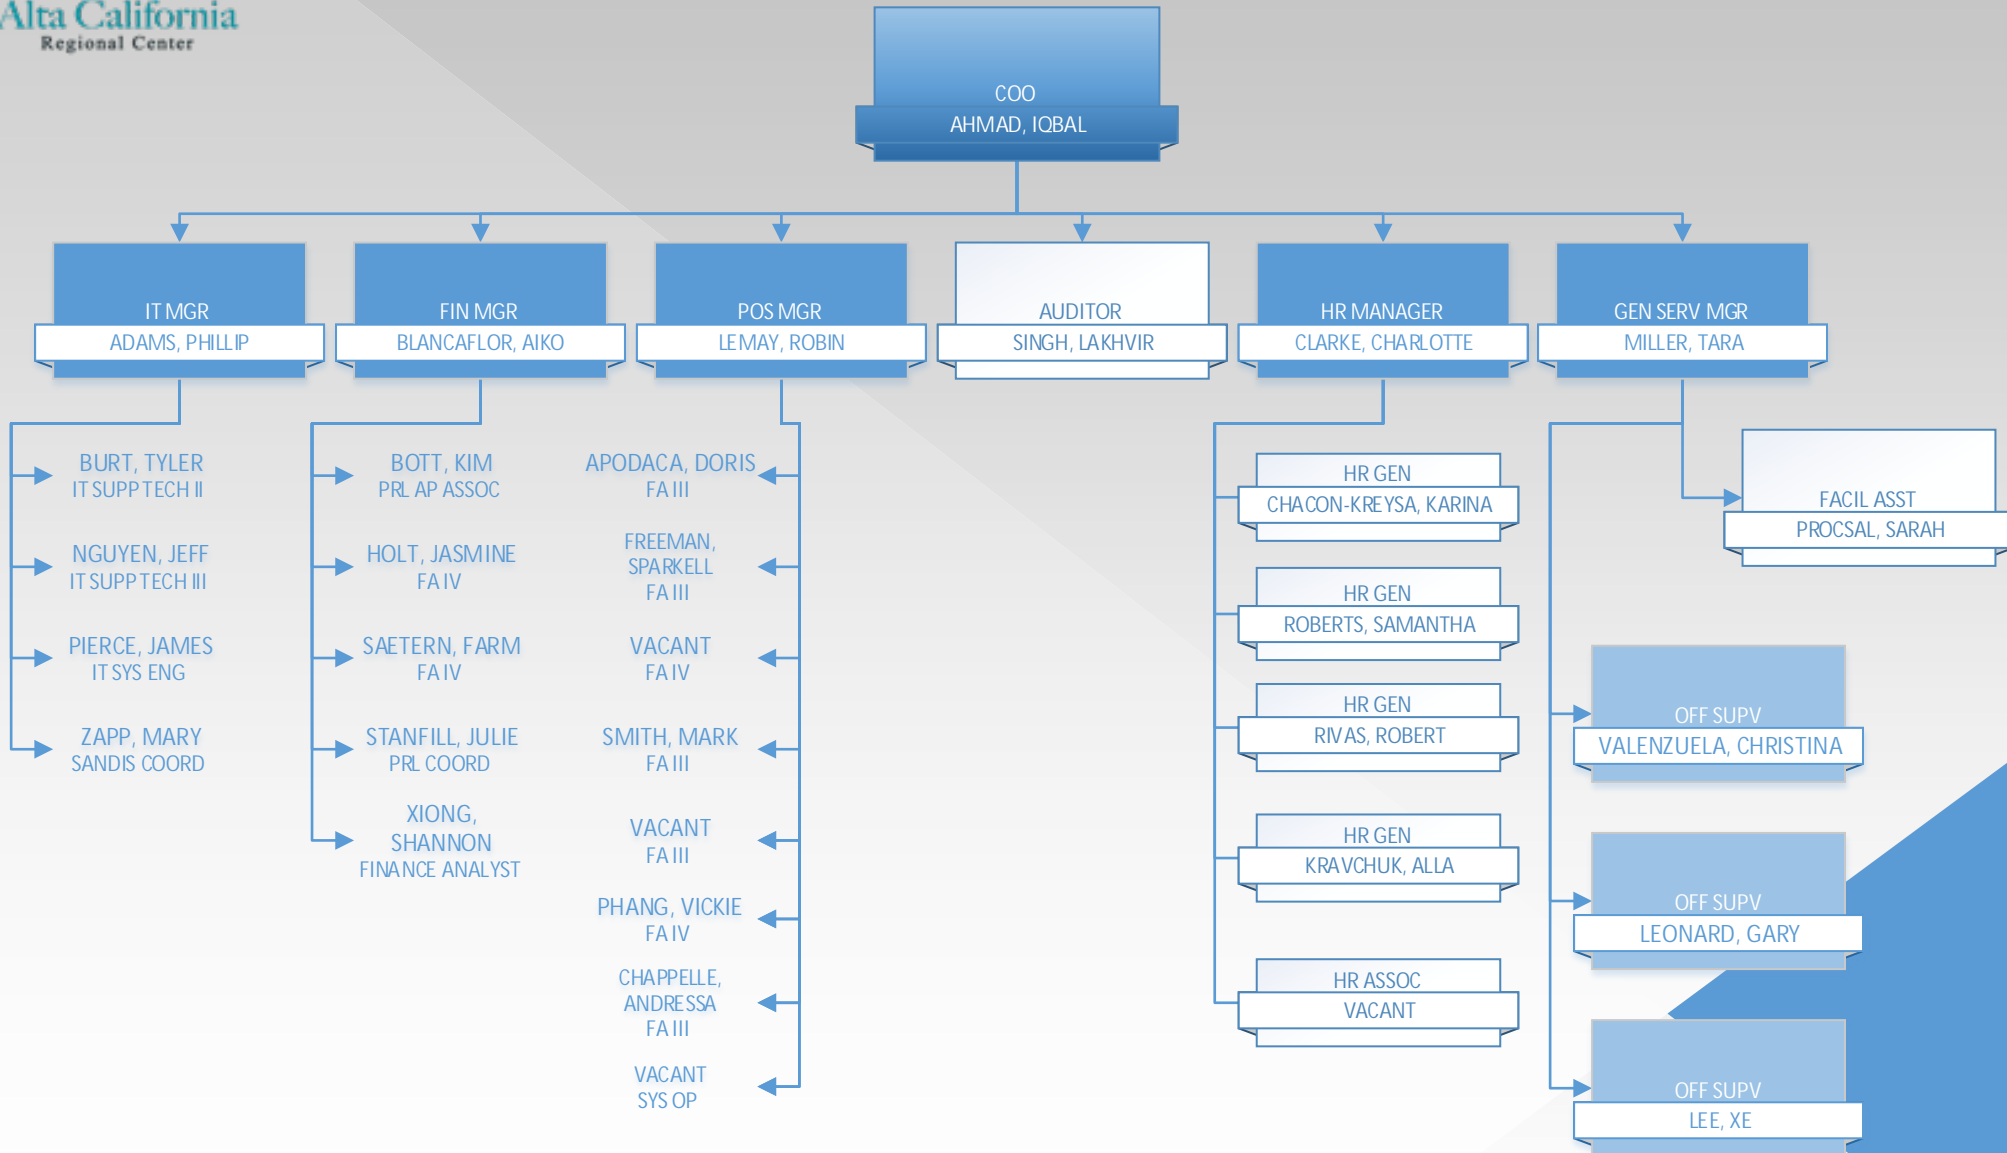 Alta California
Regional Center
COO
AHMAD, IQBAL
IT MGR
ADAMS, PHILLIP
FIN MGR
BLANCAFLOR, AIKO
POS MGR
LEMAY, ROBIN
AUDITOR
SINGH, LAKHVIR
HR MANAGER
CLARKE, CHARLOTTE
GEN SERV MGR
MILLER, TARA
BURT, TYLER
IT SUPP TECH II
NGUYEN, JEFF
IT SUPP TECH III
PIERCE, JAMES
IT SYS ENG
ZAPP, MARY
SANDIS COORD
BOTT, KIM
PRL AP ASSOC
HOLT, JASMINE
FA IV
SAETERN, FARM
FA IV
STANFILL, JULIE
PRL COORD
XIONG,
SHANNON
FINANCE ANALYST
APODACA, DORIS
FA III
FREEMAN,
SPARKELL
FA III
VACANT
FA IV
SMITH, MARK
FA III
VACANT
FA III
PHANG, VICKIE
FA IV
CHAPPELLE,
ANDRESSA
FA III
VACANT
SYS OP
HR GEN
CHACON-KREYSA, KARINA
HR GEN
ROBERTS, SAMANTHA
HR GEN
RIVAS, ROBERT
HR GEN
KRAVCHUK, ALLA
HR ASSOC
VACANT
FACIL ASST
PROCSAL, SARAH
OFF SUPV
VALENZUELA, CHRISTINA
OFF SUPV
LEONARD, GARY
OFF SUPV
LEE, XE